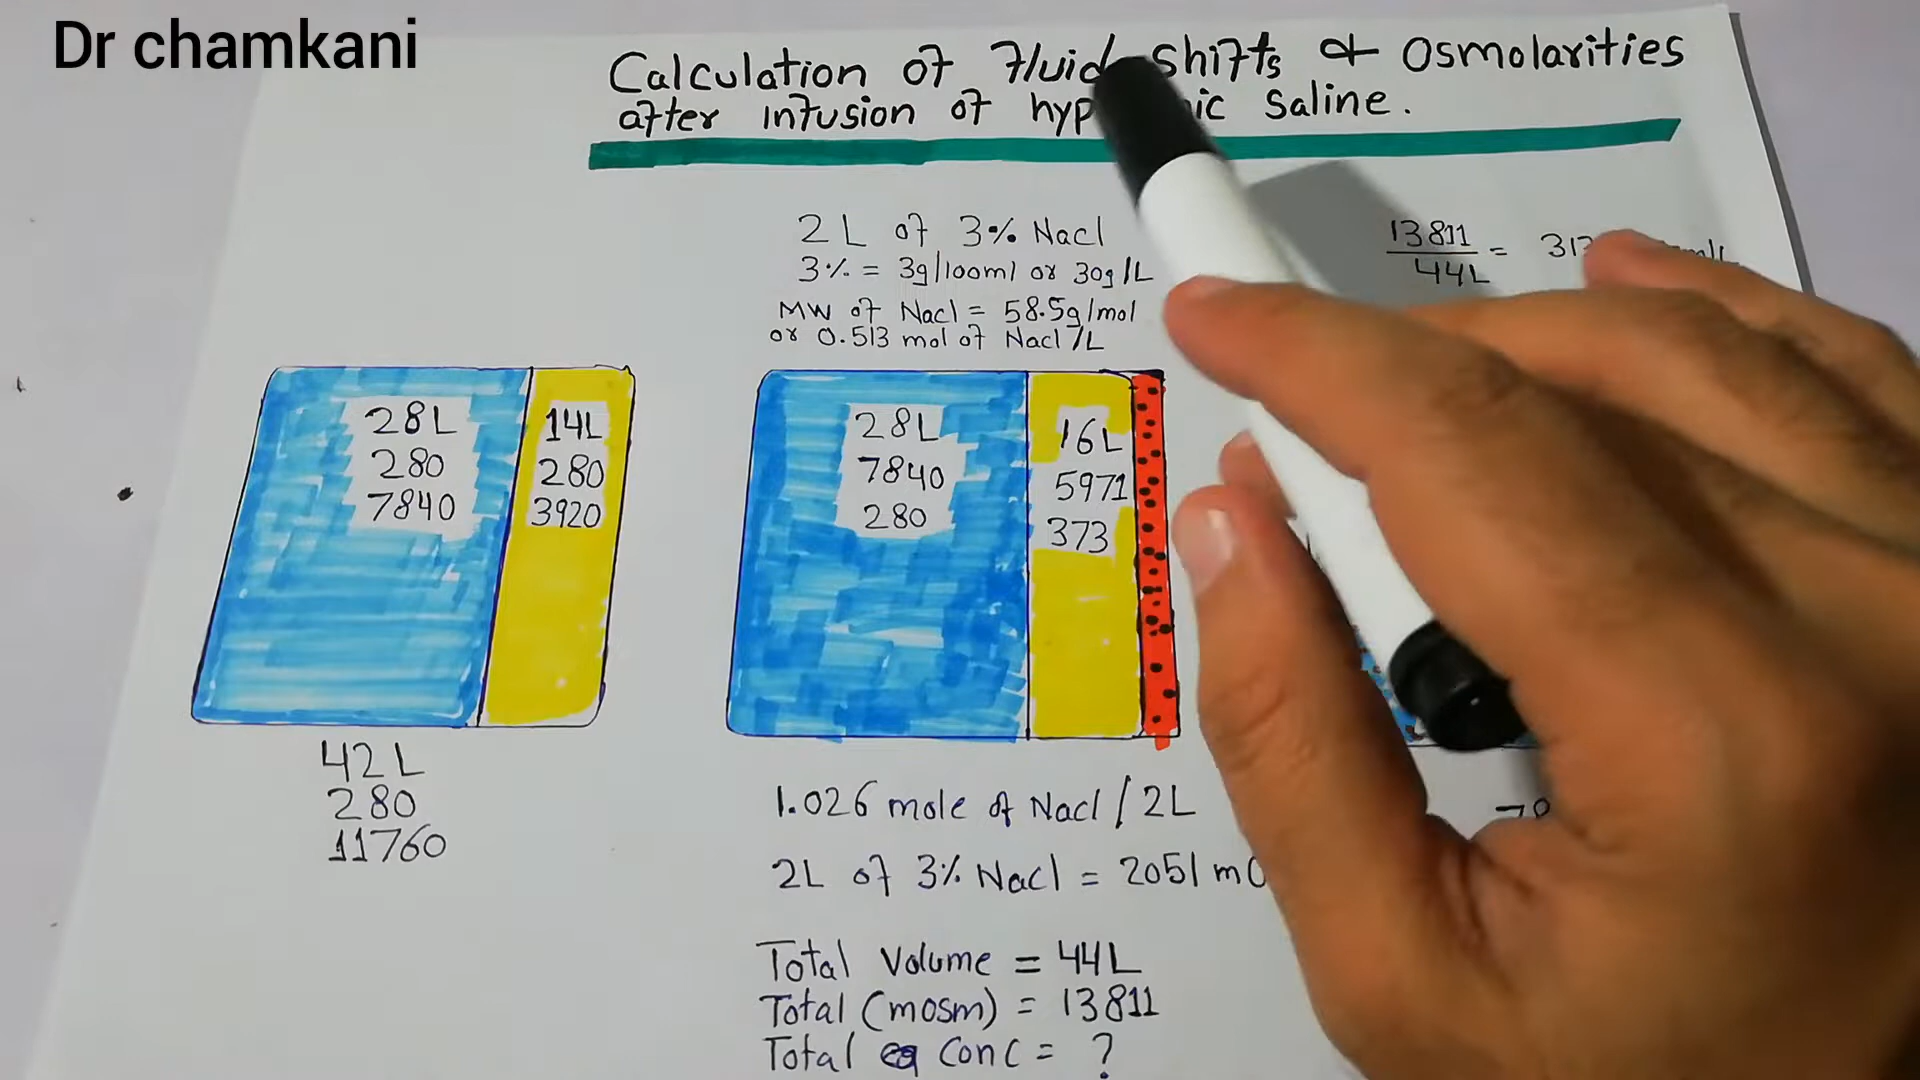 Dr chamkani
Calculation of Fluid Shifts & Osmolarities
after infusion of saline.
2 L of 3% Nacl
3% = 3g/100ml or 30g/L
MW of Nacl = 58.5g/mol
or 0.513 mol of Nacl/L
13811
44L
=
28L
280
7840
14L
280
3920
42L
280
11760
28L
7840
280
16L
5971
373
1.026 mole of Nacl/2L
2L of 3% Nacl = 2051
Total Volume = 44L
Total (mosm) = 13811
Total conc = ?